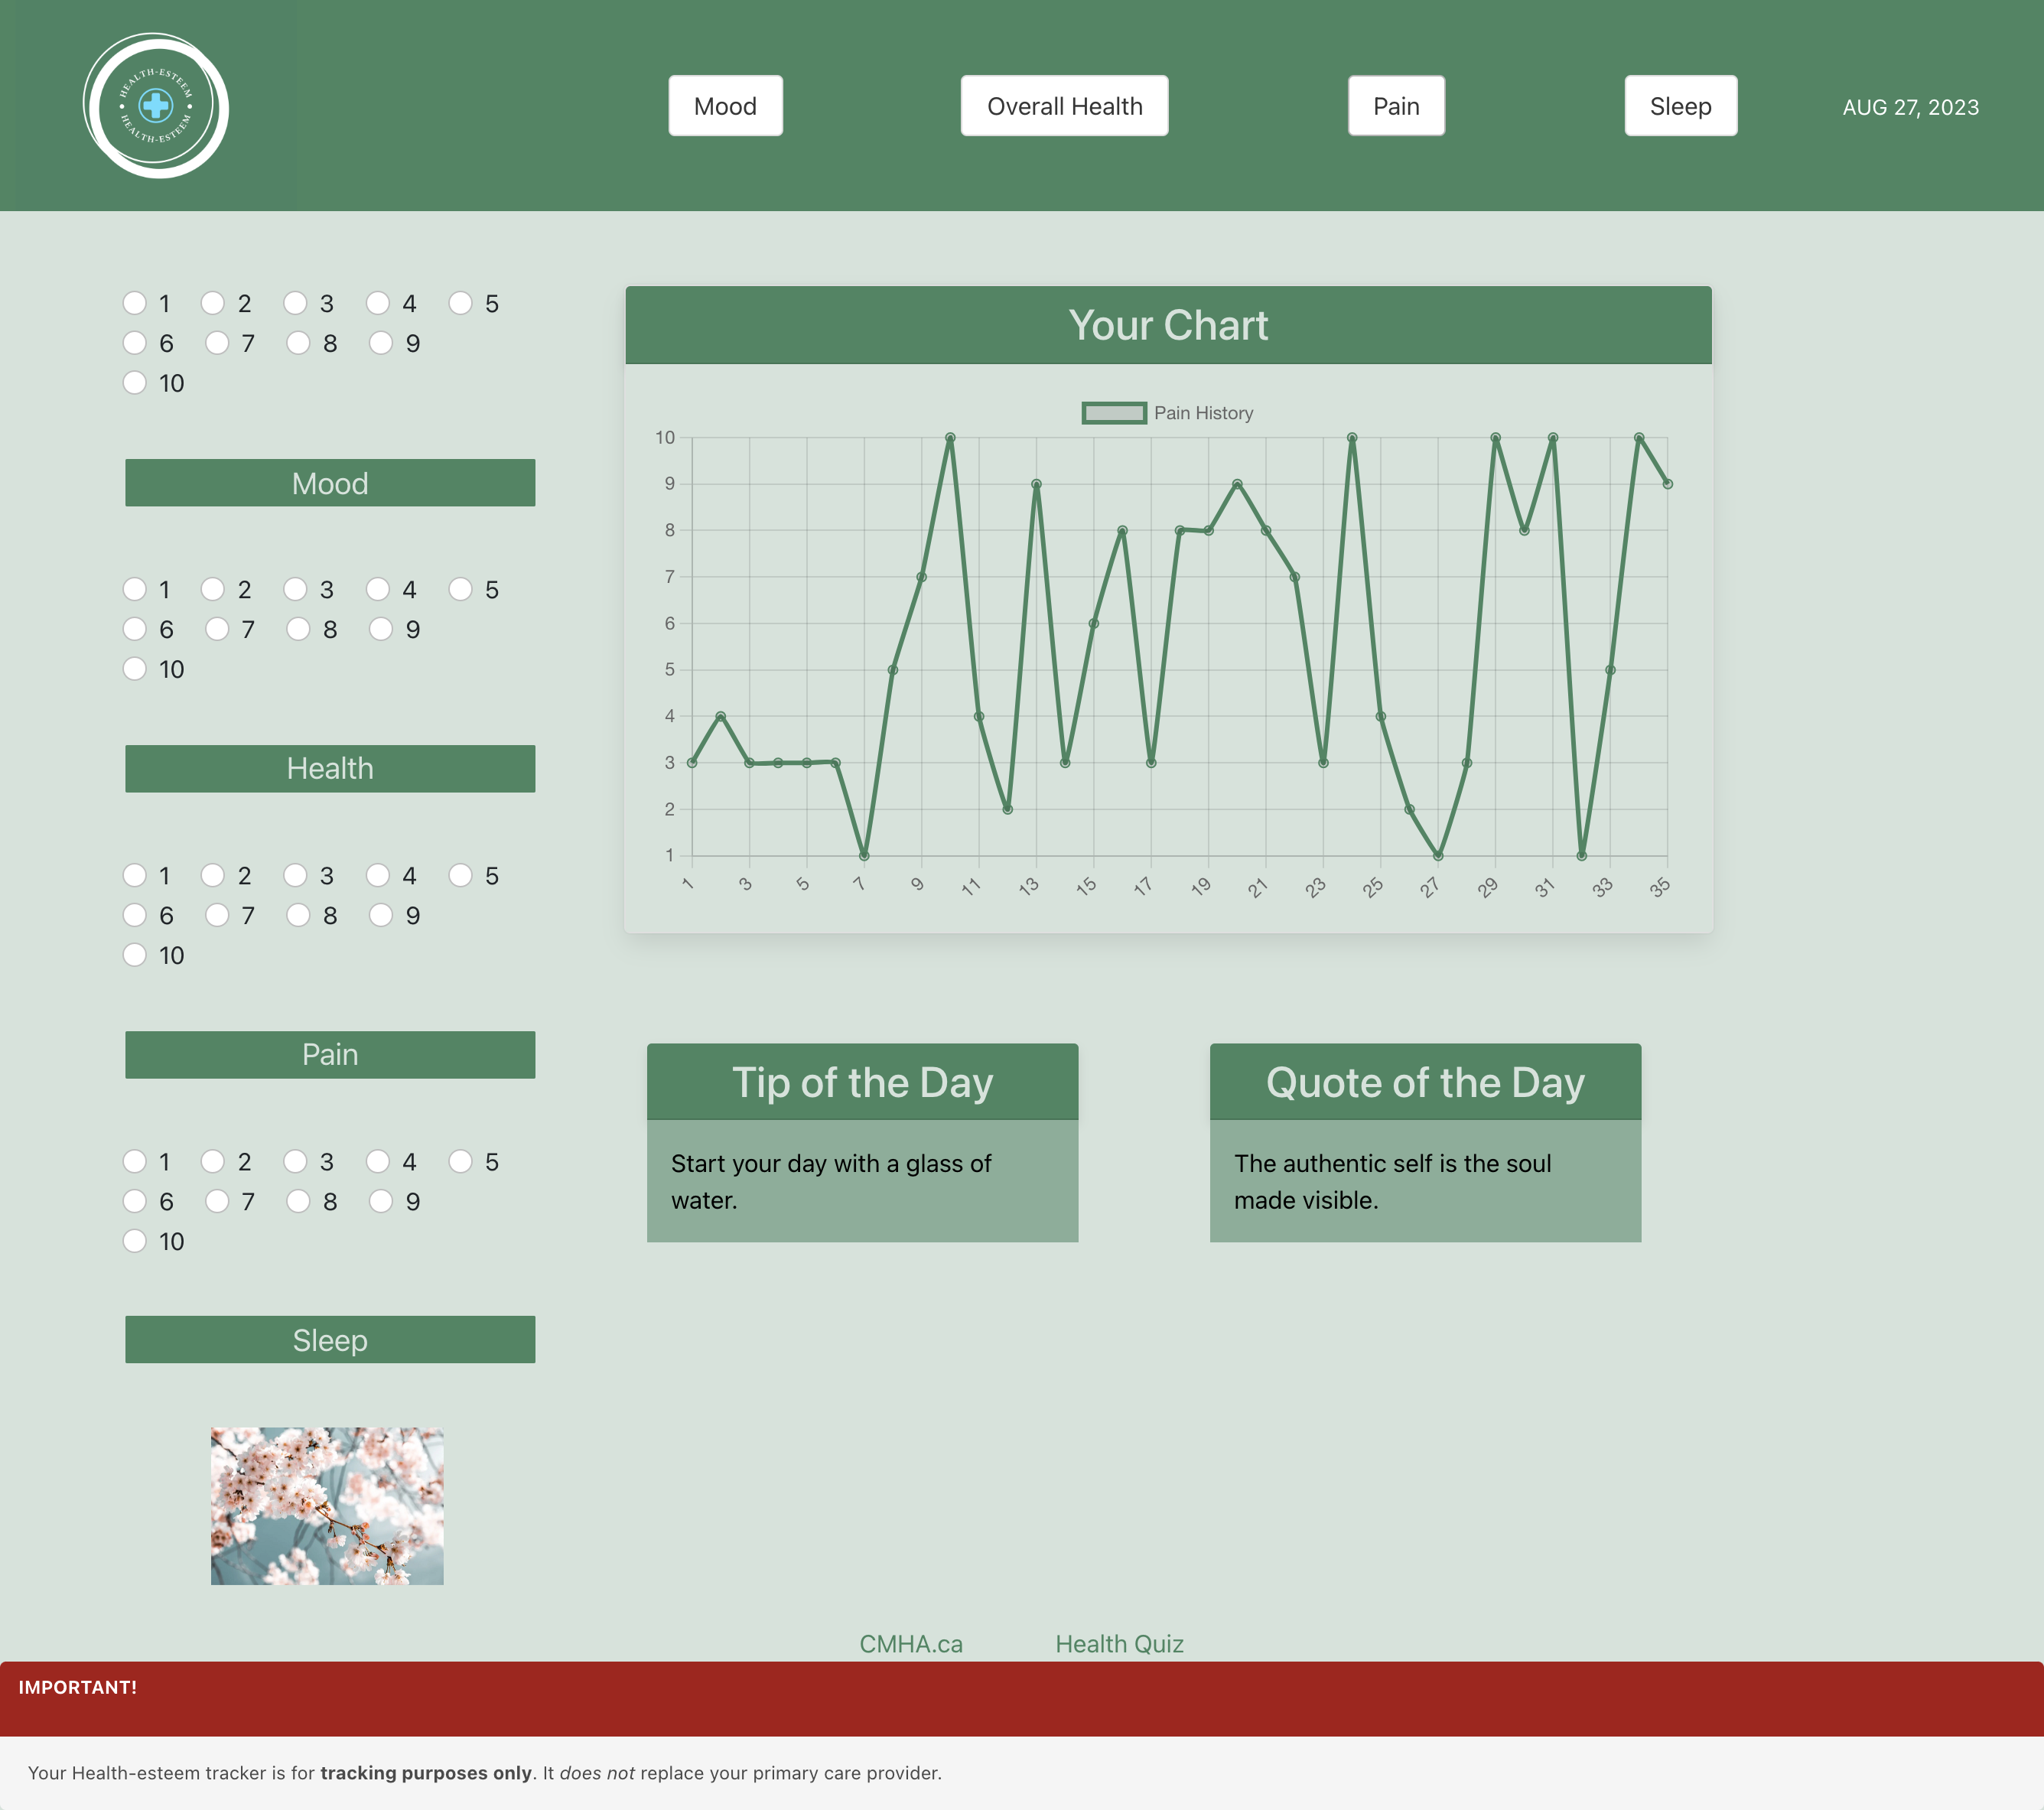 HEALTH-ESTEEM
HEALTH-ESTEEM
Mood
Overall Health
Pain
Sleep
AUG 27, 2023
1 2 3 4 5
6 7 8 9
10
Mood
1 2 3 4 5
6 7 8 9
10
Health
1 2 3 4 5
6 7 8 9
10
Pain
1 2 3 4 5
6 7 8 9
10
Sleep
Your Chart
Pain History
10
9
8
7
6
5
4
3
2
1
1 3 5 7 9 11 13 15 17 19 21 23 25 27 29 31 33 35
Tip of the Day
Start your day with a glass of
water.
Quote of the Day
The authentic self is the soul
made visible.
CMHA.ca
Health Quiz
IMPORTANT!
Your Health-esteem tracker is for tracking purposes only. It does not replace your primary care provider.